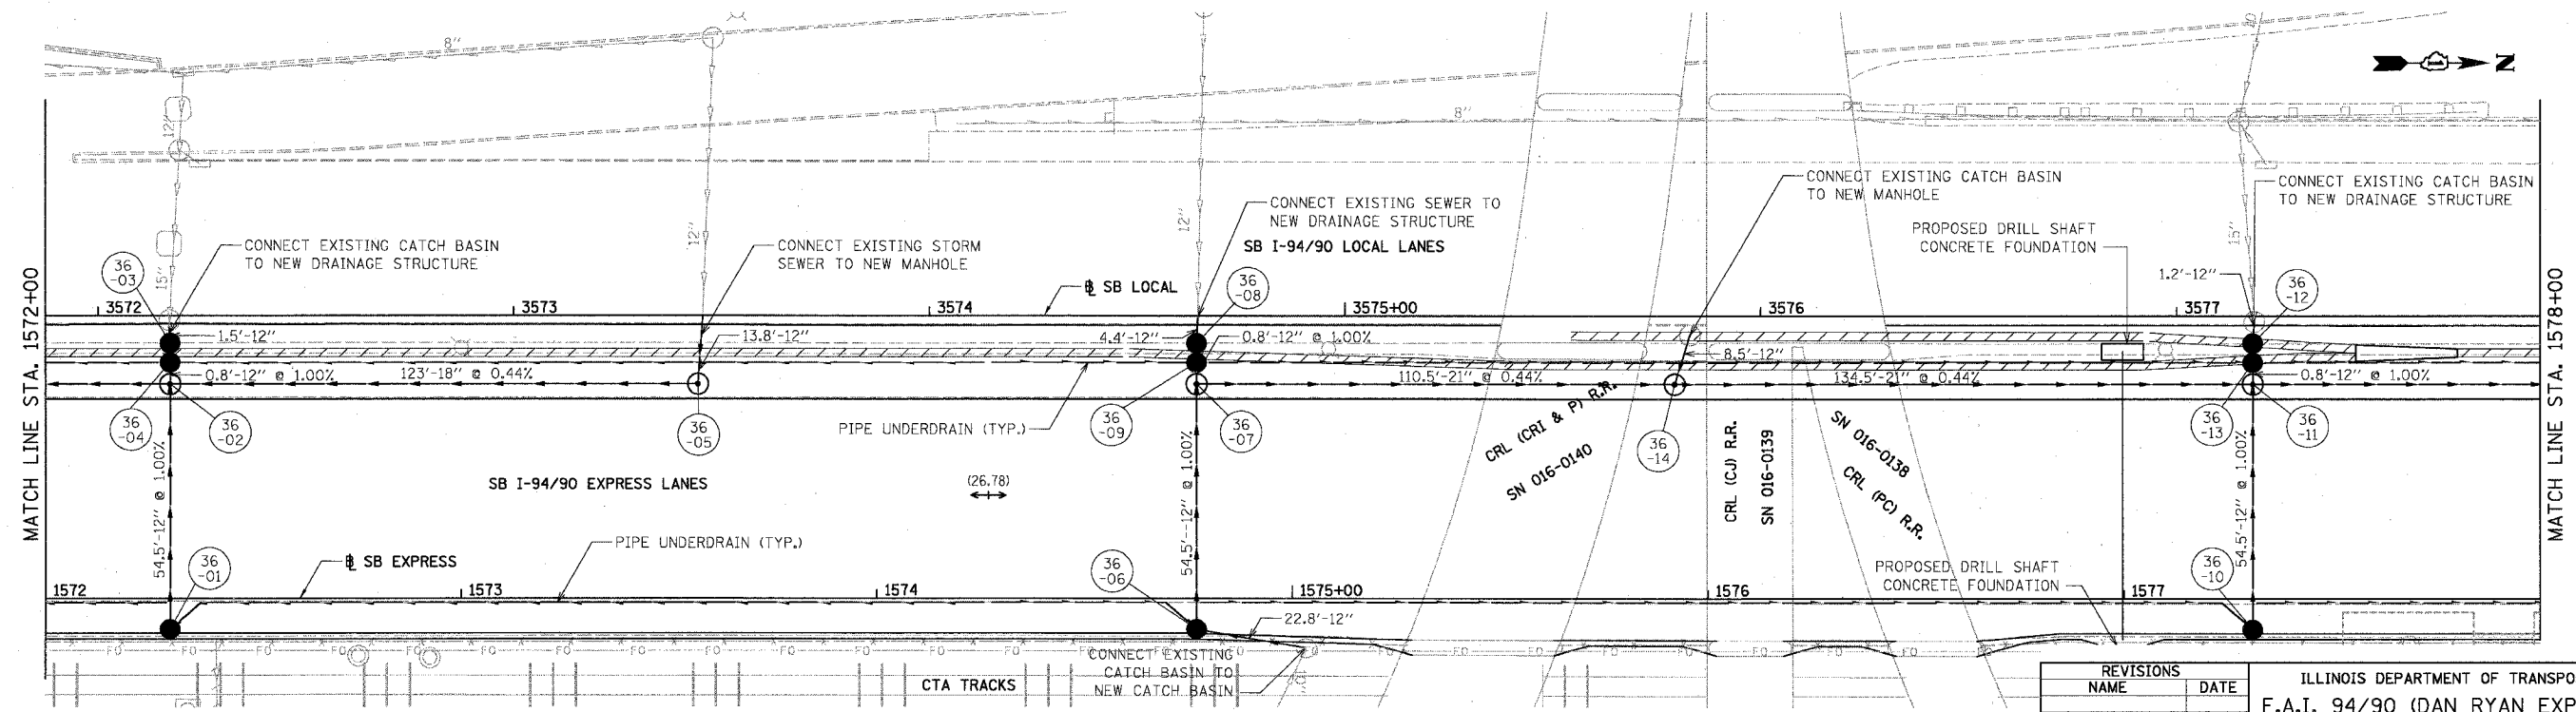 8"
8"
N
12"
15"
12"
12"
15"
MATCH LINE STA. 1572+00
36
-03
CONNECT EXISTING CATCH BASIN
TO NEW DRAINAGE STRUCTURE
CONNECT EXISTING STORM
SEWER TO NEW MANHOLE
CONNECT EXISTING SEWER TO
NEW DRAINAGE STRUCTURE
SB I-94/90 LOCAL LANES
CONNECT EXISTING CATCH BASIN
TO NEW MANHOLE
PROPOSED DRILL SHAFT
CONCRETE FOUNDATION
CONNECT EXISTING CATCH BASIN
TO NEW DRAINAGE STRUCTURE
36
-08
1.2'-12"
36
-12
SB LOCAL
3572
3573
3574
3575+00
3576
3577
1.5'-12"
13.8'-12"
4.4'-12"
0.8'-12" @ 1.00%
8.5'-12"
0.8'-12" @ 1.00%
123'-18" @ 0.44%
110.5'-21" @ 0.44%
134.5'-21" @ 0.44%
0.8'-12" @ 1.00%
36
-04
36
-02
36
-05
PIPE UNDERDRAIN (TYP.)
36
-09
36
-07
36
-14
36
-13
36
-11
CRL (CRI & P) R.R.
SN 016-0140
CRL (CJ) R.R.
SN 016-0139
SN 016-0138
CRL (PC) R.R.
SB I-94/90 EXPRESS LANES
(26.78)
54.5'-12" @ 1.00%
54.5'-12" @ 1.00%
54.5'-12" @ 1.00%
MATCH LINE STA. 1578+00
36
-01
SB EXPRESS
PIPE UNDERDRAIN (TYP.)
36
-06
PROPOSED DRILL SHAFT
CONCRETE FOUNDATION
36
-10
1572
1573
1574
1575+00
1576
1577
22.8'-12"
FO FO FO FO FO FO FO FO FO FO FO
CONNECT EXISTING
CATCH BASIN TO
NEW CATCH BASIN
CTA TRACKS
REVISIONS
NAME DATE
ILLINOIS DEPARTMENT OF TRANSPO
F.A.I. 94/90 (DAN RYAN EXP